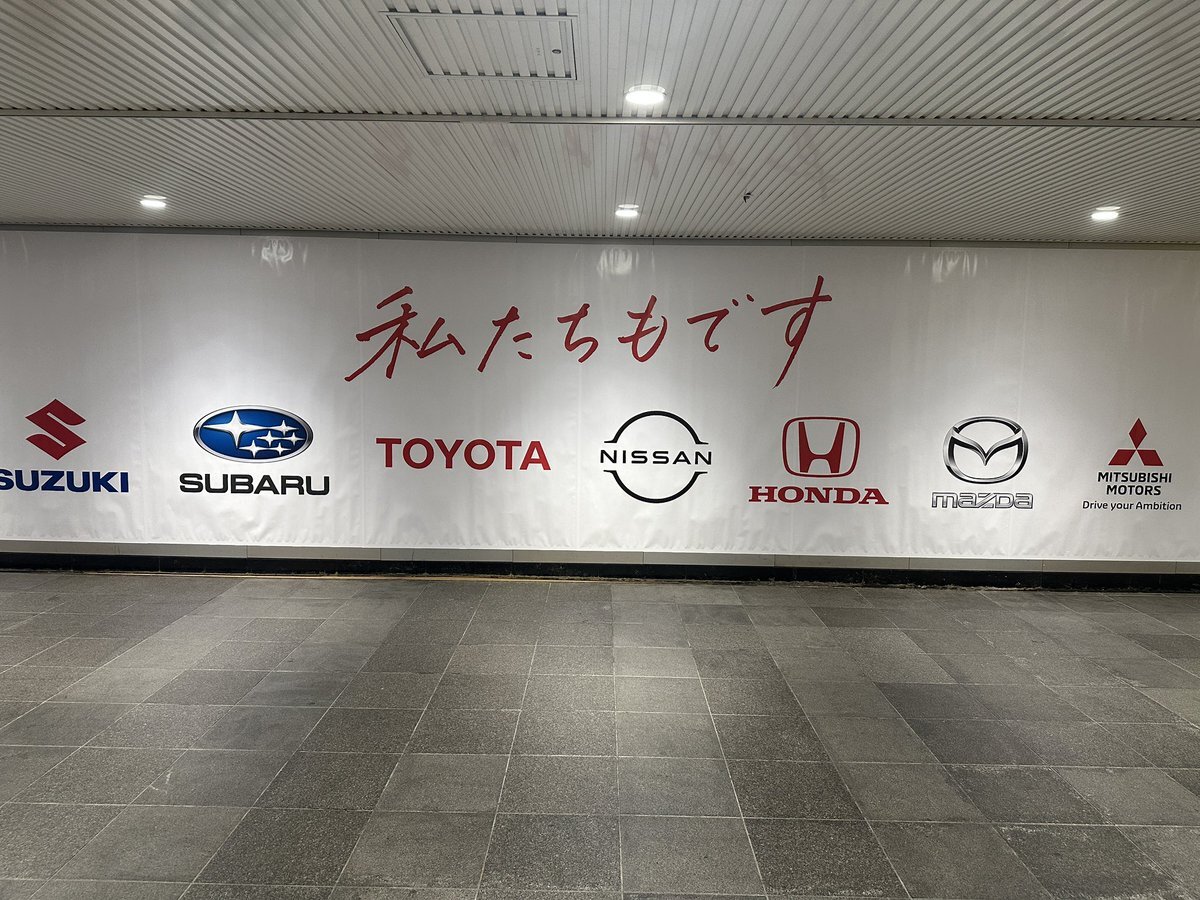 私たちもです
SUZUKI
SUBARU
TOYOTA
NISSAN
HONDA
mazda
MITSUBISHI
MOTORS
Drive your Ambition